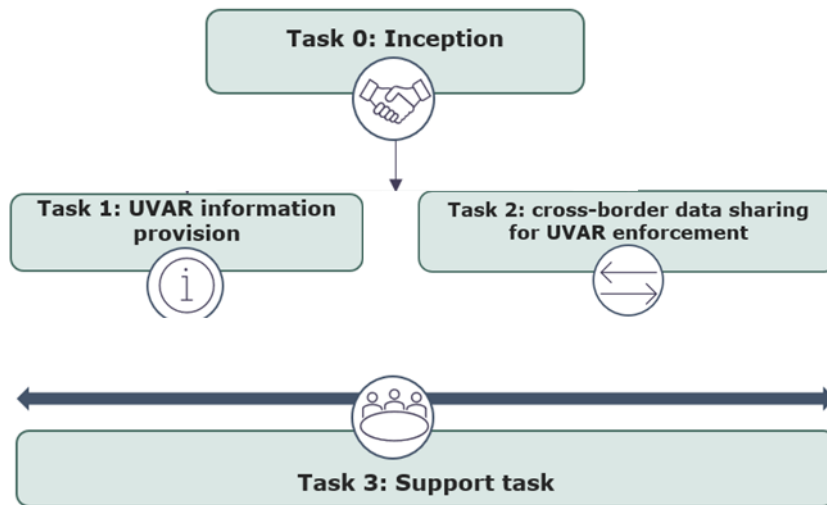 Task 0: Inception
Task 1: UVAR information
provision
Task 2: cross-border data sharing
for UVAR enforcement
i
Task 3: Support task